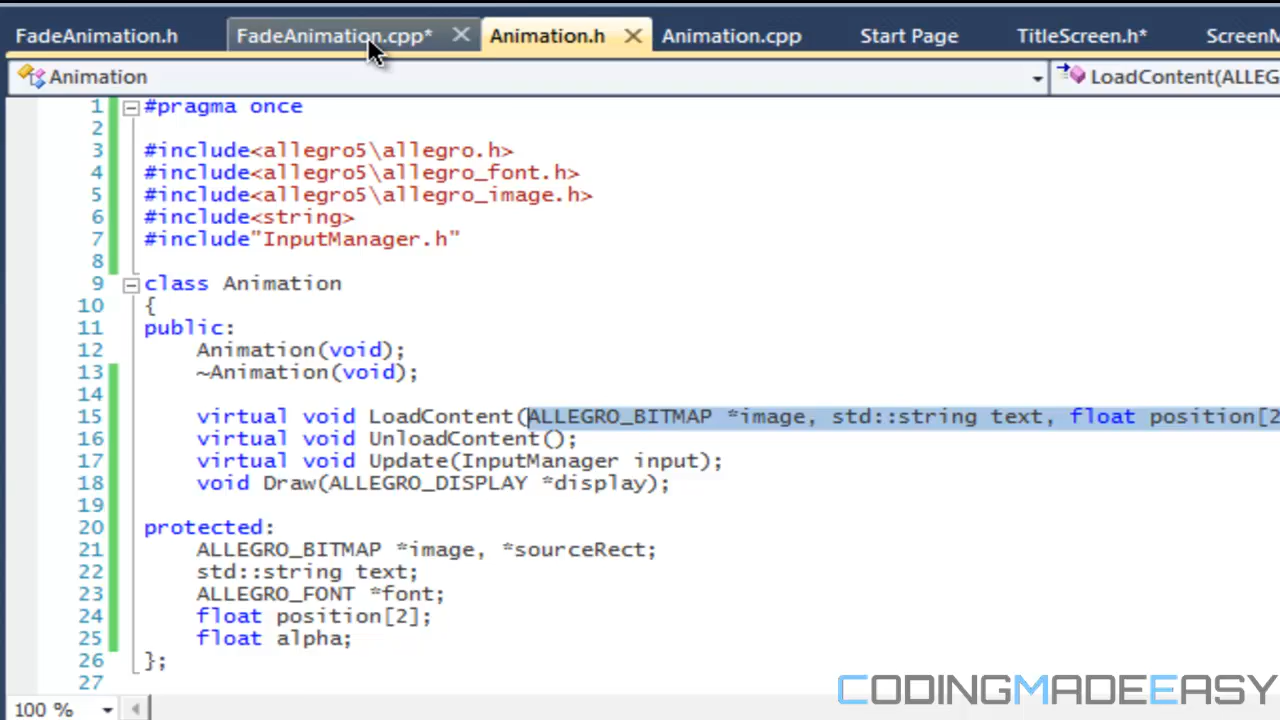 FadeAnimation.h FadeAnimation.cpp* Animation.h Animation.cpp Start Page TitleScreen.h* ScreenM
Animation LoadContent(ALLEG
1 #pragma once
2
3 #include<allegro5\allegro.h>
4 #include<allegro5\allegro_font.h>
5 #include<allegro5\allegro_image.h>
6 #include<string>
7 #include"InputManager.h"
8
9 class Animation
10 {
11 public:
12 Animation(void);
13 ~Animation(void);
14
15 virtual void LoadContent(ALLEGRO_BITMAP *image, std::string text, float position[2
16 virtual void UnloadContent();
17 virtual void Update(InputManager input);
18 void Draw(ALLEGRO_DISPLAY *display);
19
20 protected:
21 ALLEGRO_BITMAP *image, *sourceRect;
22 std::string text;
23 ALLEGRO_FONT *font;
24 float position[2];
25 float alpha;
26 };
27
100 %
CODINGMADEEASY